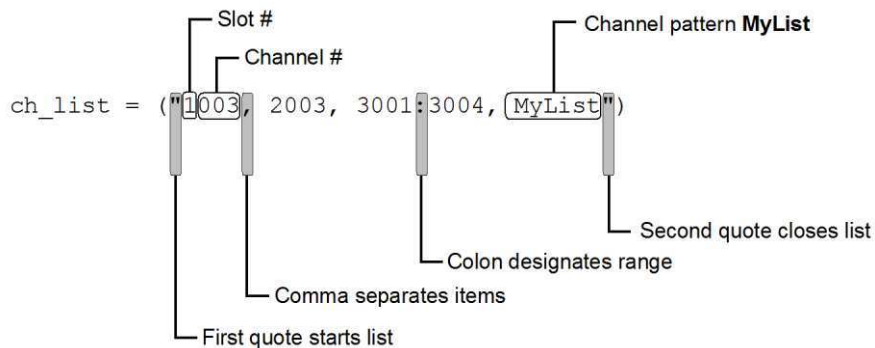 Slot #
Channel pattern MyList
Channel #
ch_list = ("1003, 2003, 3001:3004, MyList")
Second quote closes list
Colon designates range
Comma separates items
First quote starts list